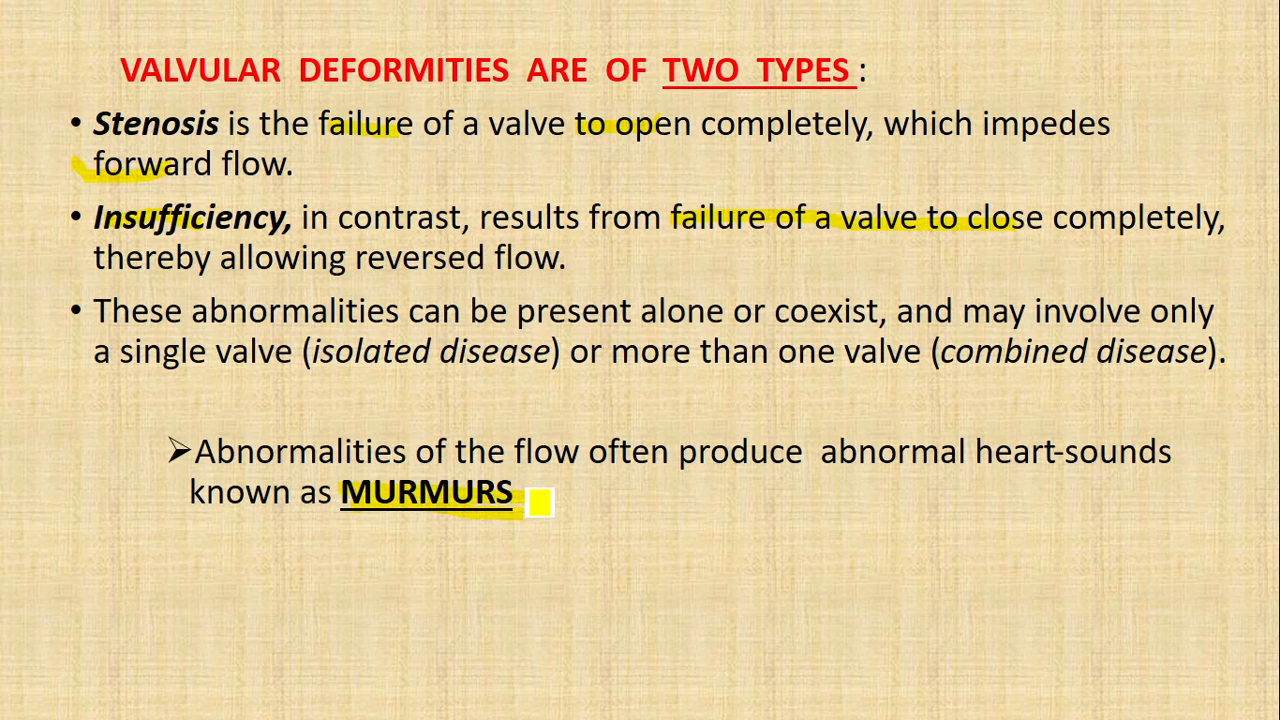 VALVULAR DEFORMITIES ARE OF TWO TYPES :
• Stenosis is the failure of a valve to open completely, which impedes
forward flow.
• Insufficiency, in contrast, results from failure of a valve to close completely,
thereby allowing reversed flow.
• These abnormalities can be present alone or coexist, and may involve only
a single valve (isolated disease) or more than one valve (combined disease).
➢Abnormalities of the flow often produce abnormal heart-sounds
known as MURMURS